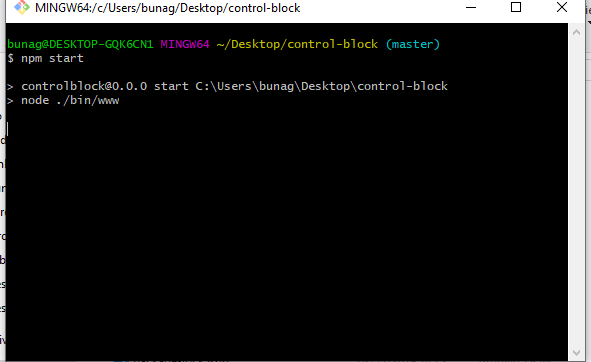 MINGW64:/c/Users/bunag/Desktop/control-block
bunag@DESKTOP-GQK6CN1 MINGW64 ~/Desktop/control-block (master)
$ npm start
> controlblock@0.0.0 start C:\Users\bunag\Desktop\control-block
> node ./bin/www